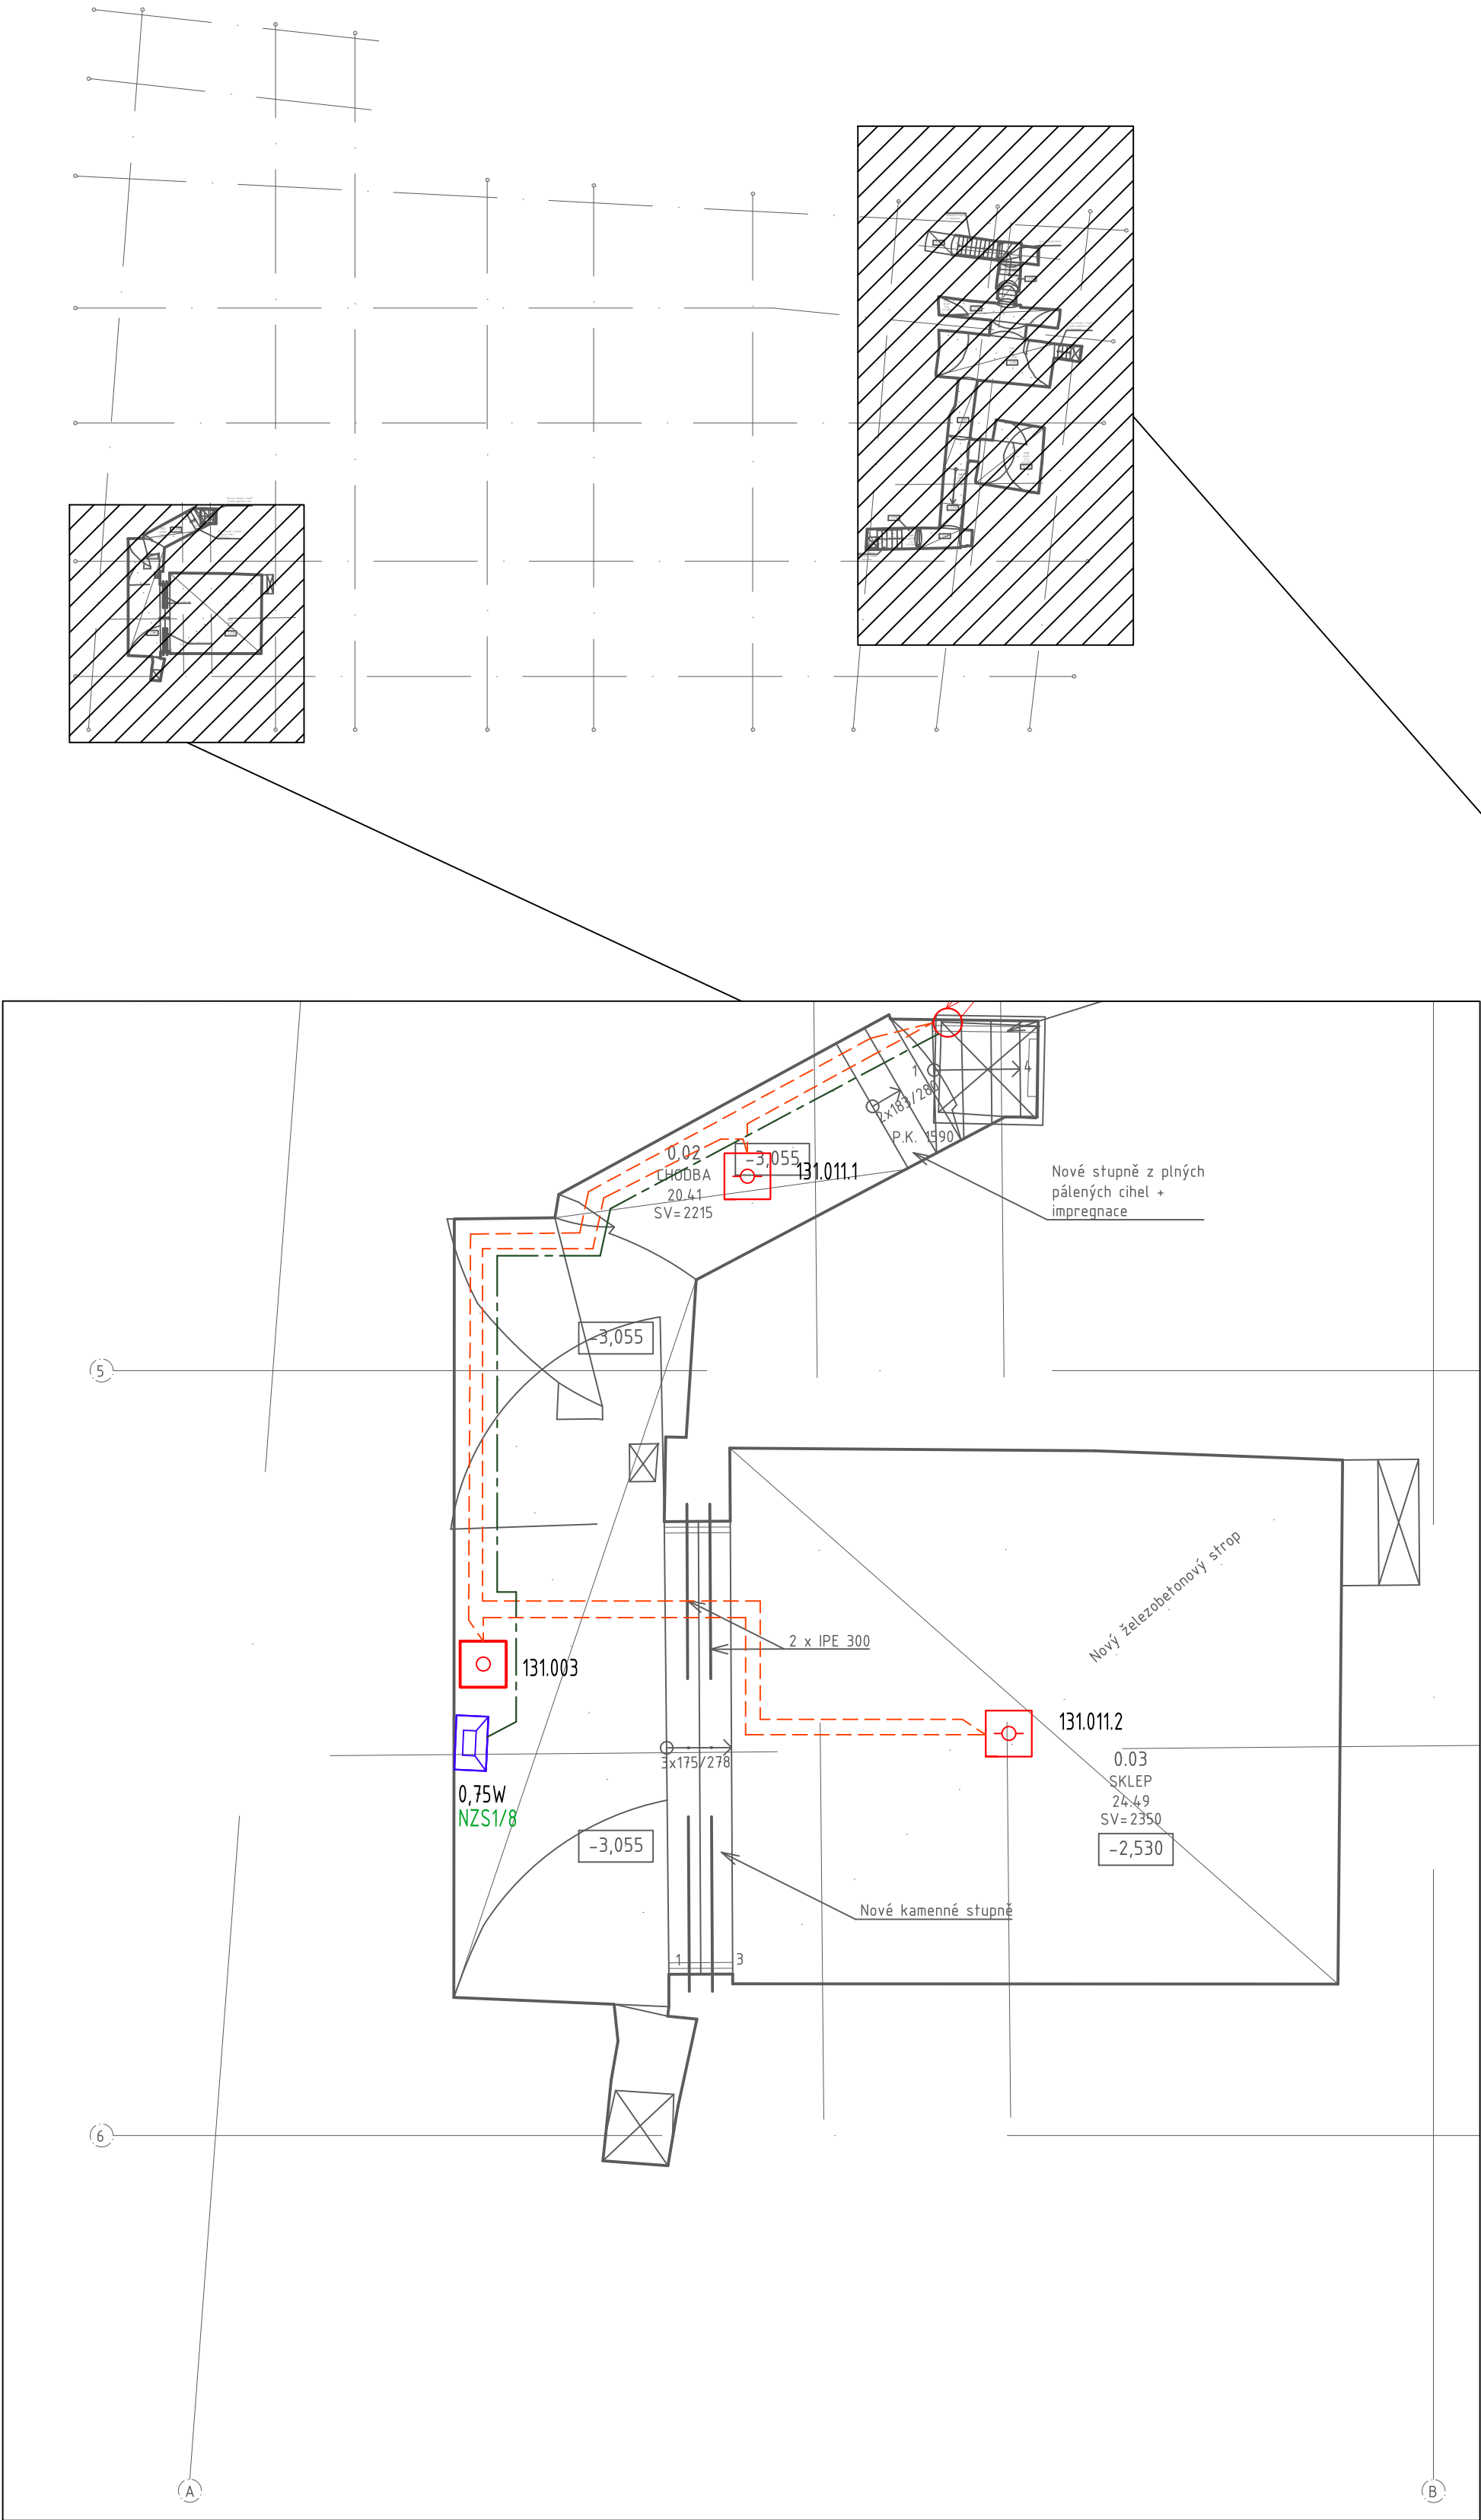 1
4
2x183/280
P.K. 1590
0.02
CHODBA
20.41
SV=2215
-3,055
131.011.1
Nové stupně z plných
pálených cihel +
impregnace
-3,055
5
Nový železobetonový strop
2 x IPE 300
131.003
131.011.2
0.03
SKLEP
24.49
SV=2350
-2,530
3x175/278
0,75W
NZS1/8
-3,055
Nové kamenné stupně
1
3
6
A
B